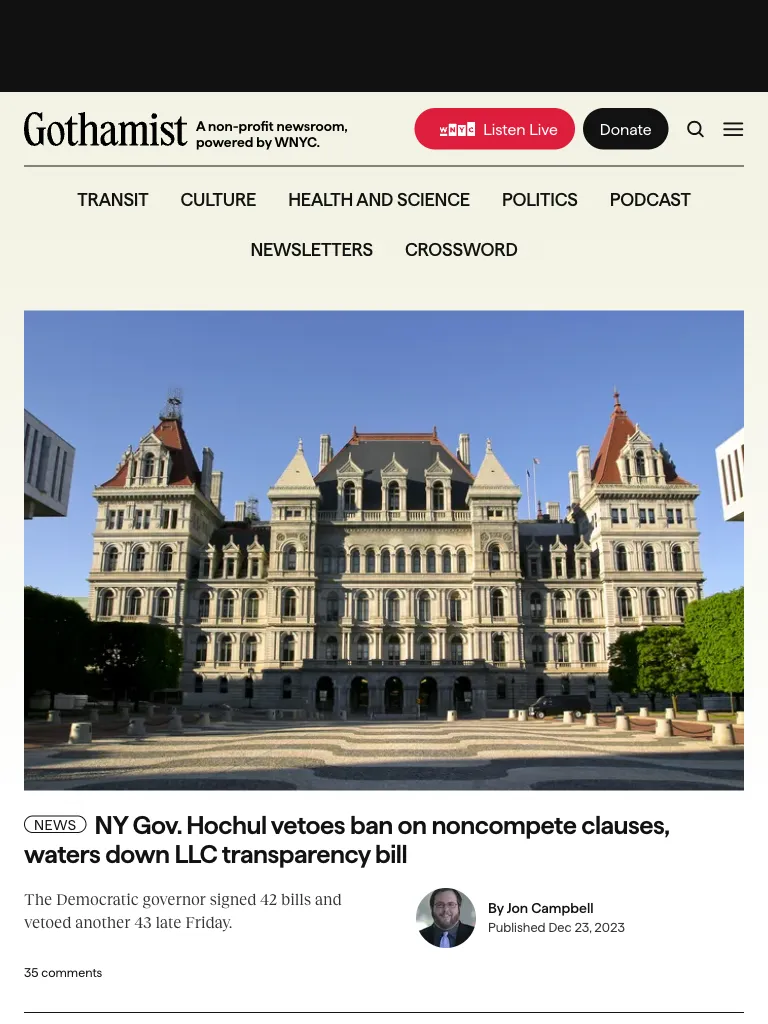 Gothamist
A non-profit newsroom,
powered by WNYC.
WNYC Listen Live
Donate
TRANSIT CULTURE HEALTH AND SCIENCE POLITICS PODCAST
NEWSLETTERS CROSSWORD
NEWS NY Gov. Hochul vetoes ban on noncompete clauses,
waters down LLC transparency bill
The Democratic governor signed 42 bills and
vetoed another 43 late Friday.
By Jon Campbell
Published Dec 23, 2023
35 comments